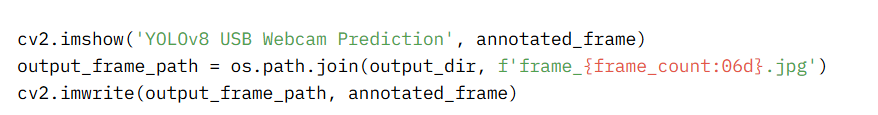 cv2.imshow('YOLOv8 USB Webcam Prediction', annotated_frame)
output_frame_path = os.path.join(output_dir, f'frame_{frame_count:06d}.jpg')
cv2.imwrite(output_frame_path, annotated_frame)